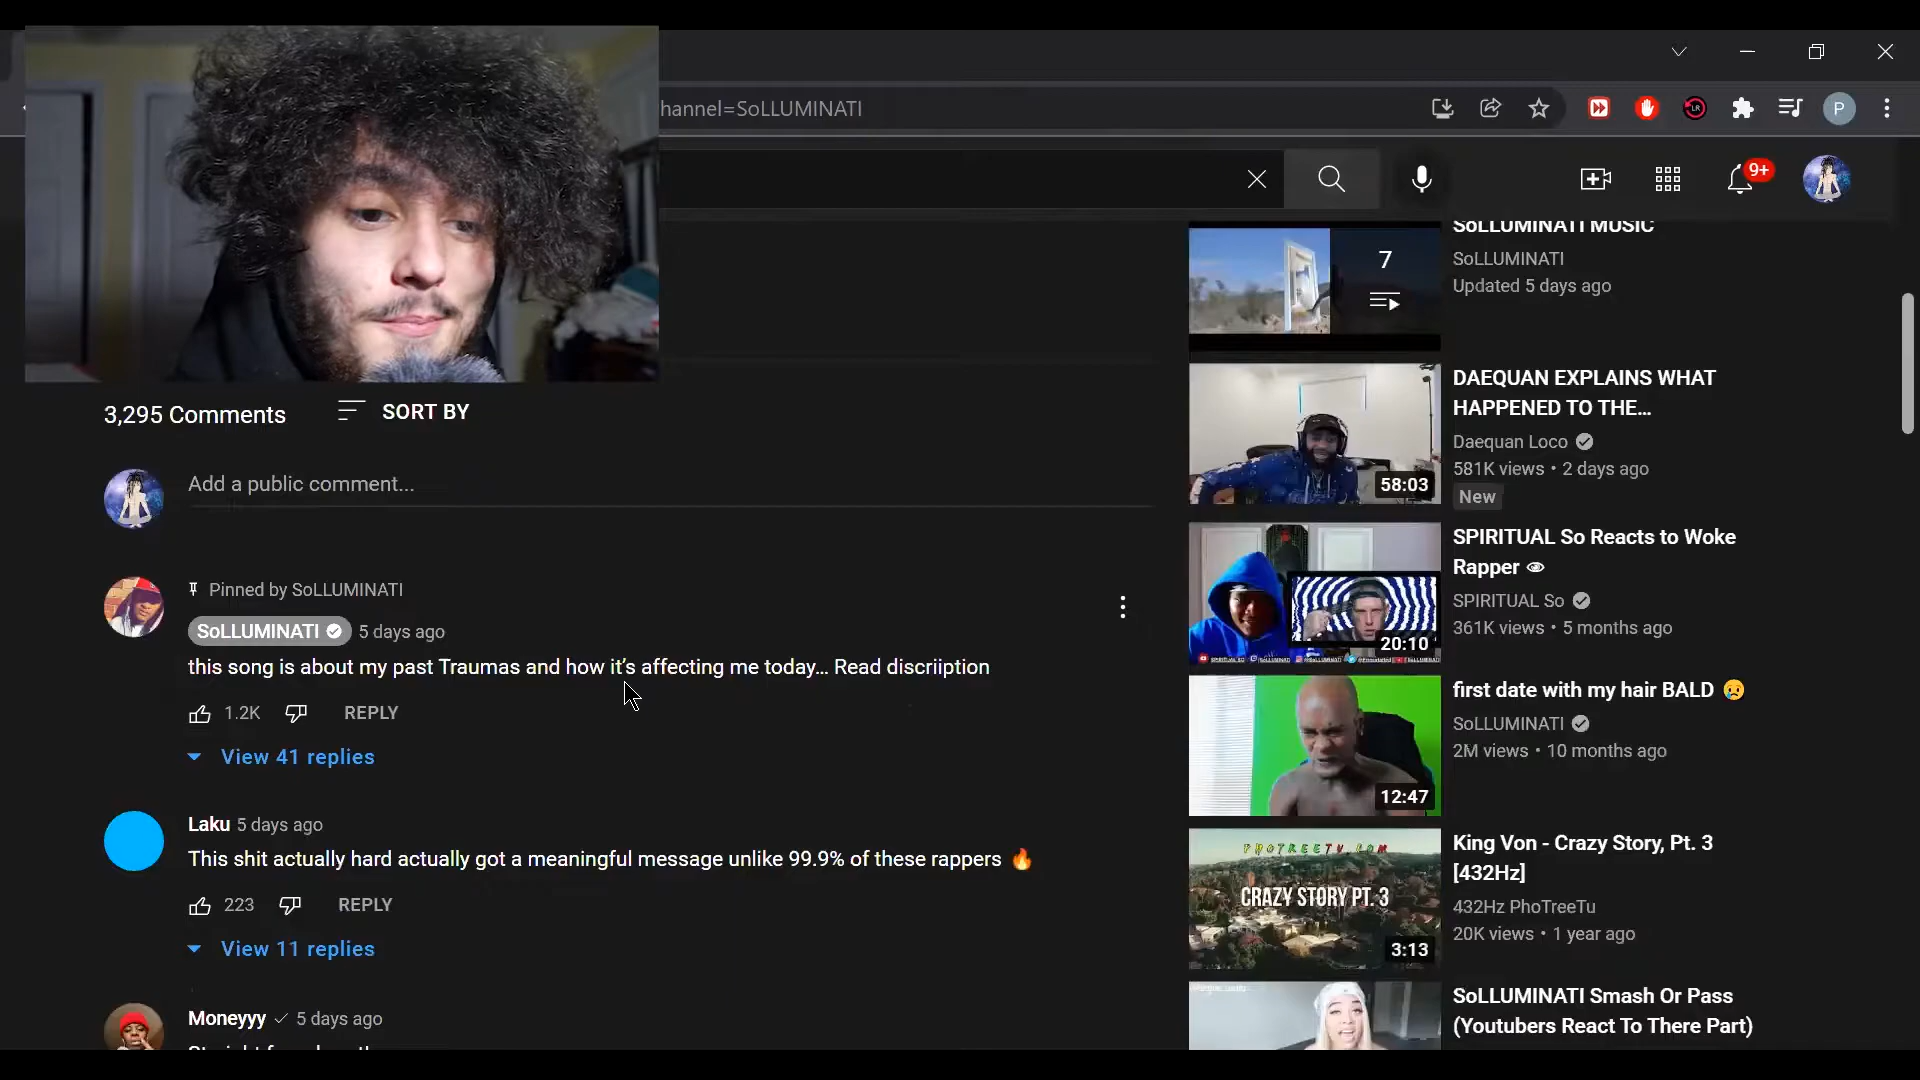 hannel=SoLLUMINATI
P
9+
3,295 Comments
SORT BY
Add a public comment...
Pinned by SoLLUMINATI
SoLLUMINATI
5 days ago
this song is about my past Traumas and how it's affecting me today... Read discriiption
1.2K
REPLY
View 41 replies
Laku 5 days ago
This shit actually hard actually got a meaningful message unlike 99.9% of these rappers 🔥
223
REPLY
View 11 replies
Moneyyy 5 days ago
7
SoLLUMINATI MUSIC
SoLLUMINATI
Updated 5 days ago
58:03
DAEQUAN EXPLAINS WHAT
HAPPENED TO THE...
Daequan Loco
581K views • 2 days ago
New
20:10
SPIRITUAL So Reacts to Woke
Rapper 👁
SPIRITUAL So
361K views • 5 months ago
12:47
first date with my hair BALD 😥
SoLLUMINATI
2M views • 10 months ago
PHOTREETU.COM
CRAZY STORY PT. 3
3:13
King Von - Crazy Story, Pt. 3
[432Hz]
432Hz PhoTreeTu
20K views • 1 year ago
SoLLUMINATI Smash Or Pass
(Youtubers React To There Part)